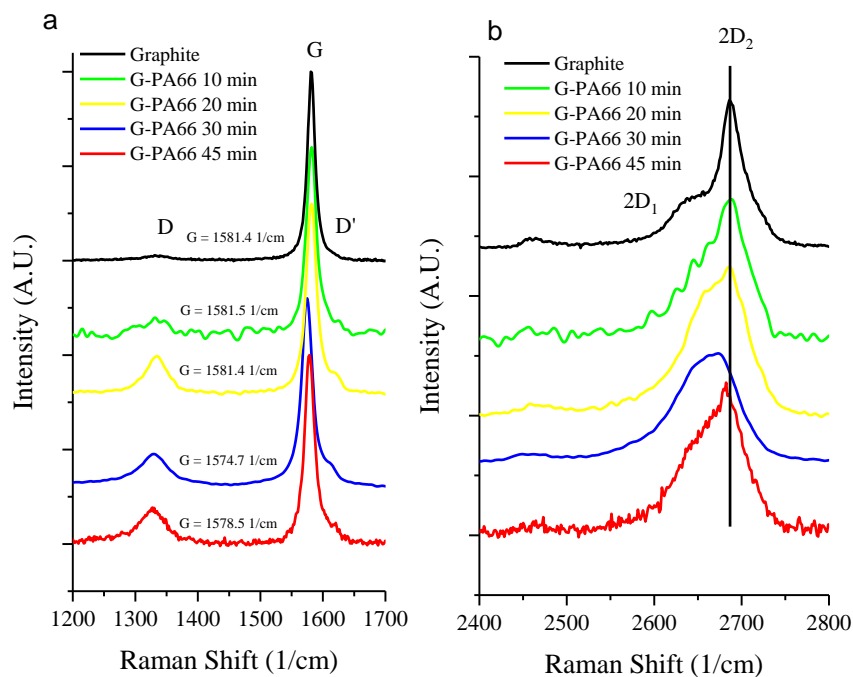 a
G
Graphite
G-PA66 10 min
G-PA66 20 min
G-PA66 30 min
G-PA66 45 min
D
D'
G = 1581.4 1/cm
G = 1581.5 1/cm
G = 1581.4 1/cm
G = 1574.7 1/cm
G = 1578.5 1/cm
Intensity (A.U.)
1200 1300 1400 1500 1600 1700
Raman Shift (1/cm)
b
2D₂
Graphite
G-PA66 10 min
G-PA66 20 min
G-PA66 30 min
G-PA66 45 min
2D₁
Intensity (A.U.)
2400 2500 2600 2700 2800
Raman Shift (1/cm)